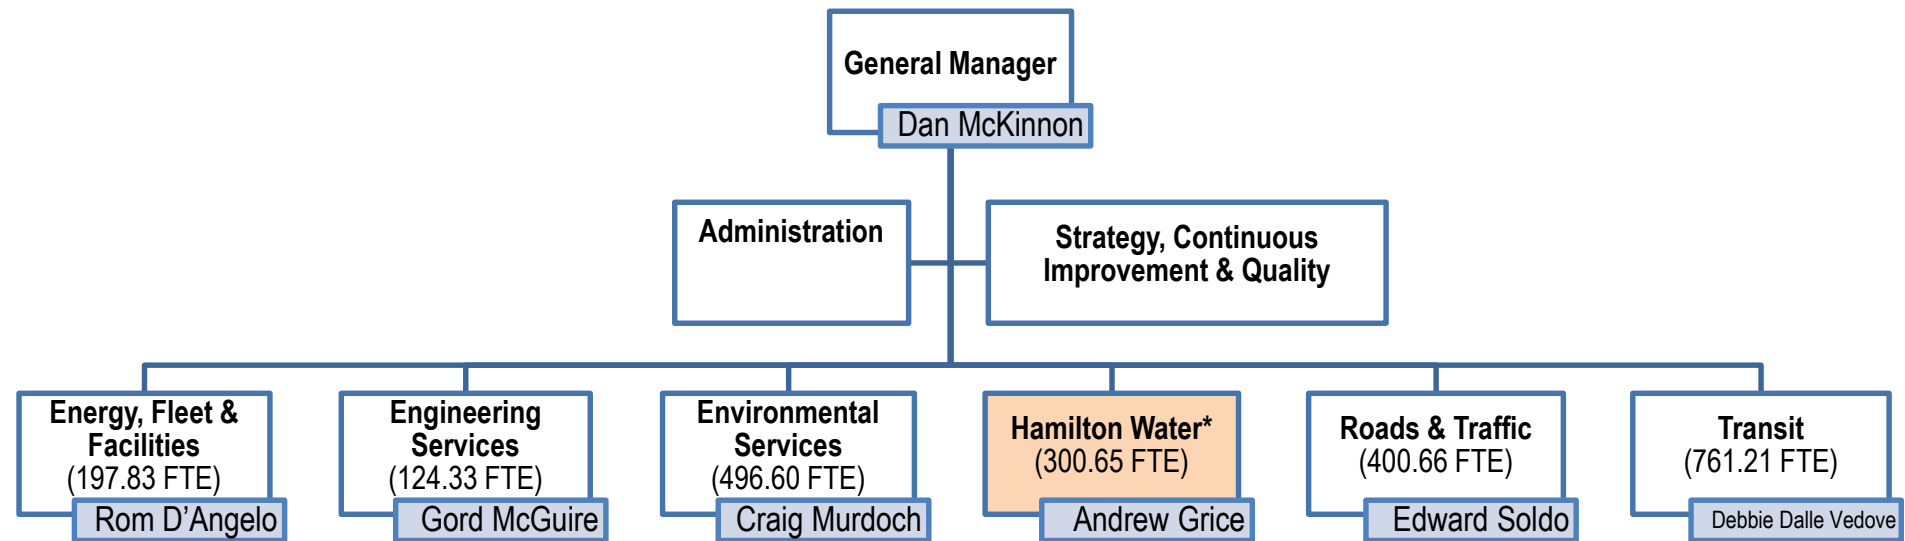 General Manager
Dan McKinnon
Administration
Strategy, Continuous
Improvement & Quality
Energy, Fleet &
Facilities
(197.83 FTE)
Rom D’Angelo
Engineering
Services
(124.33 FTE)
Gord McGuire
Environmental
Services
(496.60 FTE)
Craig Murdoch
Hamilton Water*
(300.65 FTE)
Andrew Grice
Roads & Traffic
(400.66 FTE)
Edward Soldo
Transit
(761.21 FTE)
Debbie Dalle Vedove